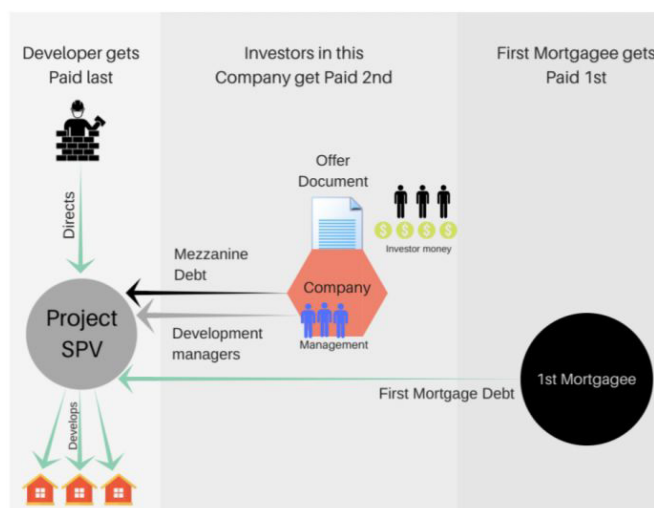 Developer gets
Paid last
Investors in this
Company get Paid 2nd
First Mortgagee gets
Paid 1st
Offer
Document
Investor money
Directs
Mezzanine
Debt
Company
Project
SPV
Development
managers
Management
First Mortgage Debt
1st Mortgagee
Develops
$ $ $ $